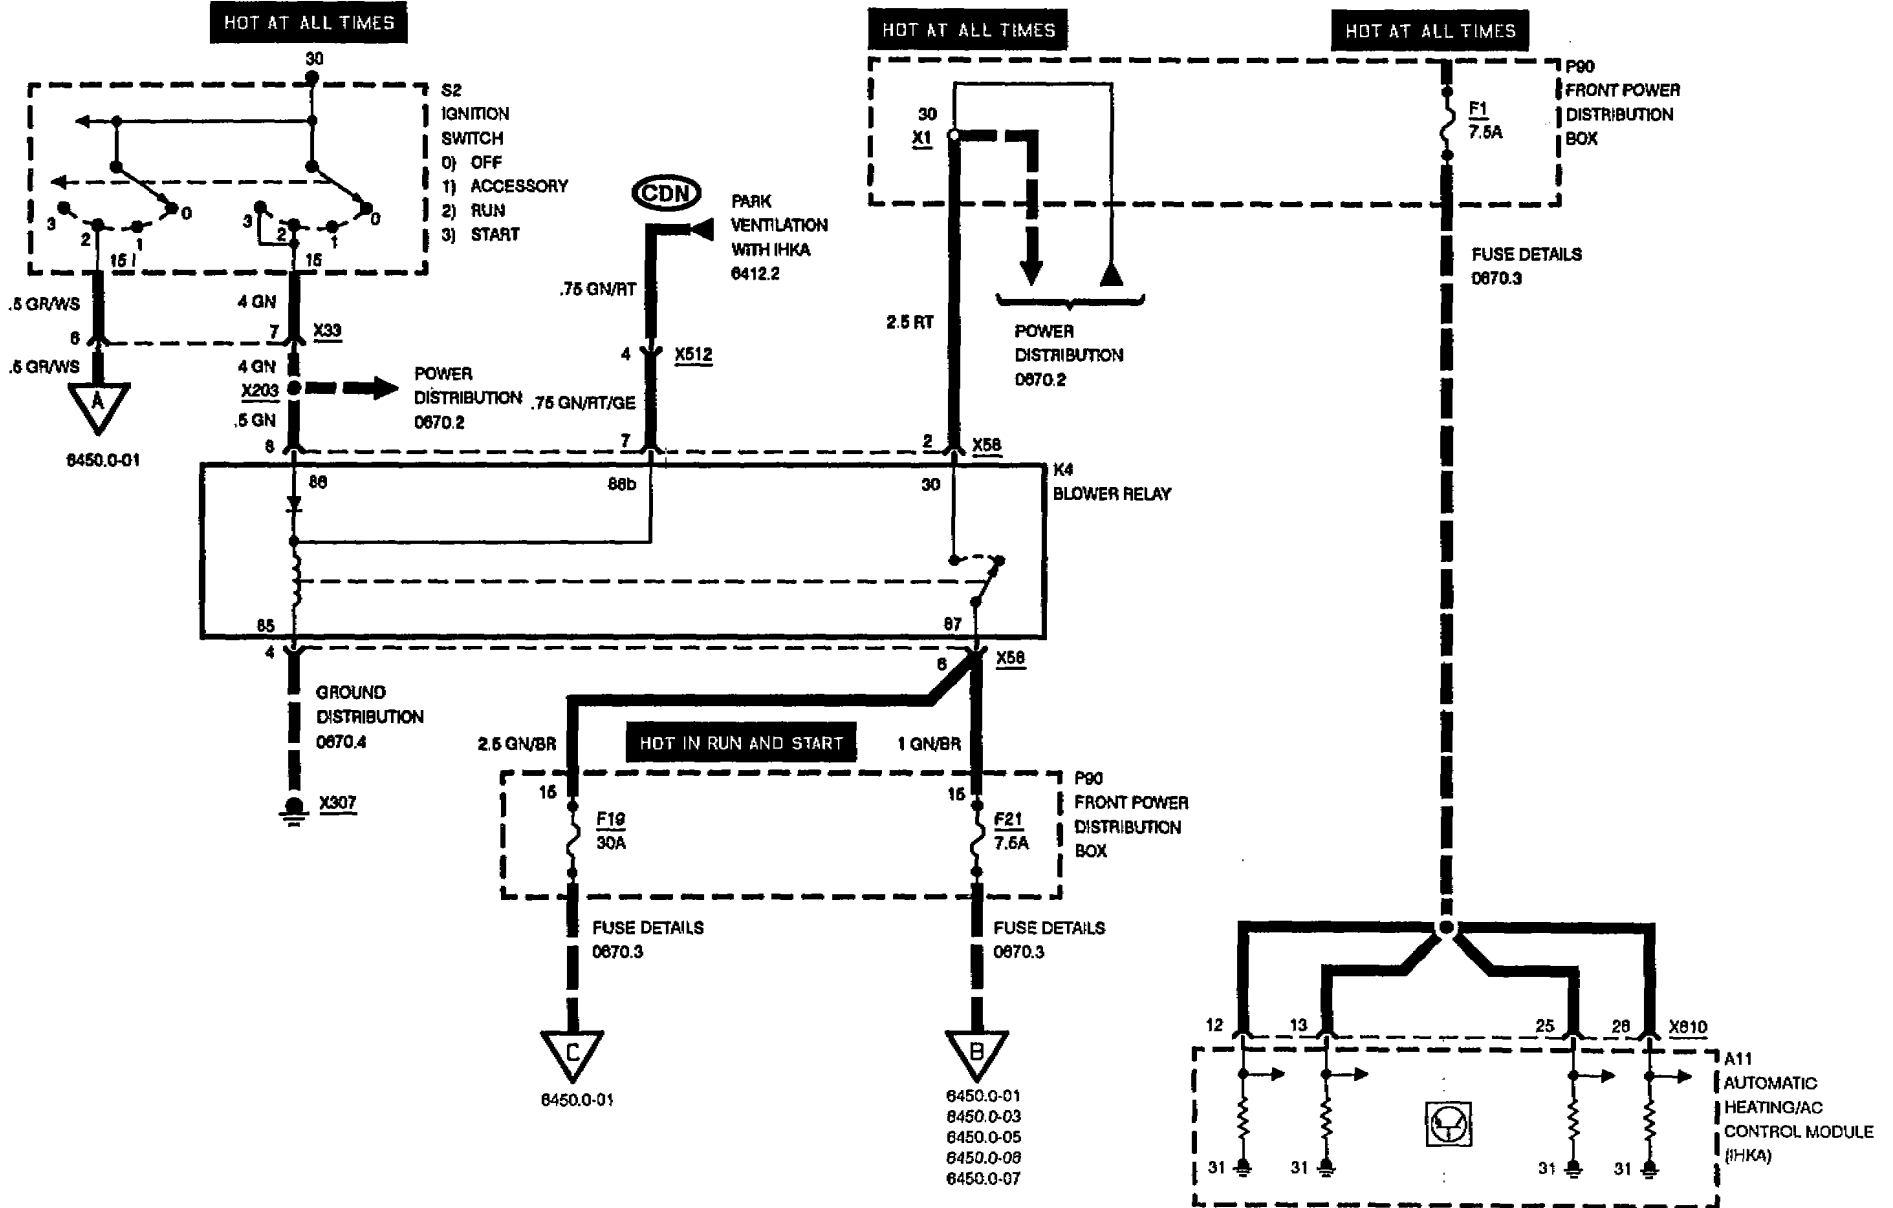 HOT AT ALL TIMES
HOT AT ALL TIMES
HOT AT ALL TIMES
30
S2
IGNITION
SWITCH
0) OFF
1) ACCESSORY
2) RUN
3) START
3
2
1
0
15 I
3
2
1
0
15
.5 GR/WS
4 GN
6
7
X33
.5 GR/WS
4 GN
X203
.5 GN
POWER
DISTRIBUTION
0670.2
A
6450.0-01
CDN
PARK
VENTILATION
WITH IHKA
6412.2
.75 GN/RT
4
X512
.75 GN/RT/GE
30
X1
P90
FRONT POWER
DISTRIBUTION
BOX
F1
7.5A
FUSE DETAILS
0670.3
2.5 RT
POWER
DISTRIBUTION
0670.2
8
7
2
X58
K4
BLOWER RELAY
86
86b
30
85
87
4
6
X58
GROUND
DISTRIBUTION
0670.4
X307
2.5 GN/BR
HOT IN RUN AND START
1 GN/BR
15
F19
30A
15
F21
7.5A
P90
FRONT POWER
DISTRIBUTION
BOX
FUSE DETAILS
0670.3
FUSE DETAILS
0670.3
C
6450.0-01
B
6450.0-01
6450.0-03
6450.0-05
6450.0-06
6450.0-07
12
13
25
26
X610
A11
AUTOMATIC
HEATING/AC
CONTROL MODULE
(IHKA)
31
31
31
31